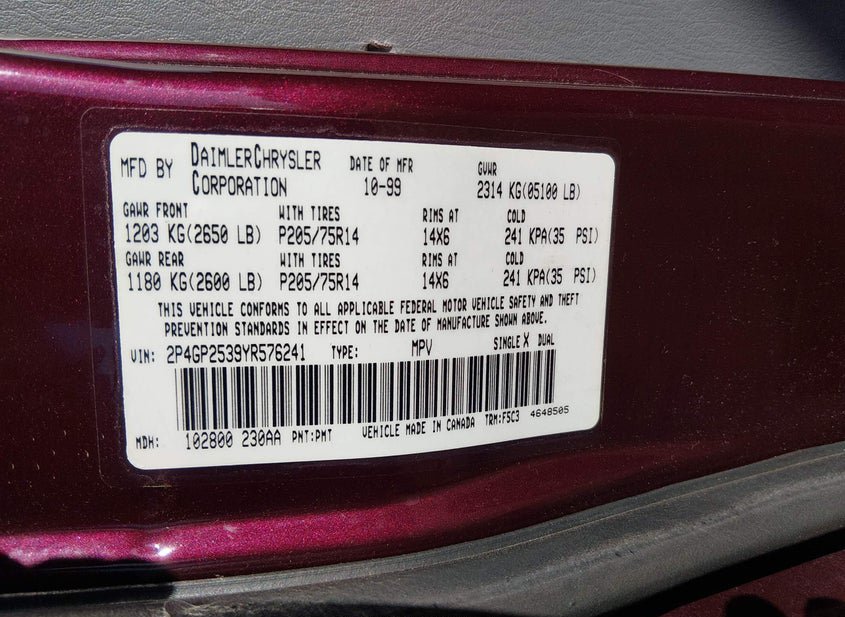 MFD BY DAIMLERCHRYSLER CORPORATION DATE OF MFR 10-99 GVWR 2314 KG(05100 LB)
GAWR FRONT WITH TIRES RIMS AT COLD
1203 KG(2650 LB) P205/75R14 14X6 241 KPA(35 PSI)
GAWR REAR WITH TIRES RIMS AT COLD
1180 KG(2600 LB) P205/75R14 14X6 241 KPA(35 PSI)
THIS VEHICLE CONFORMS TO ALL APPLICABLE FEDERAL MOTOR VEHICLE SAFETY AND THEFT
PREVENTION STANDARDS IN EFFECT ON THE DATE OF MANUFACTURE SHOWN ABOVE.
VIN: 2P4GP2539YR576241 TYPE: MPV SINGLE X DUAL
MDH: 102800 230AA PNT:PMT VEHICLE MADE IN CANADA TRM:F5C3 4648505